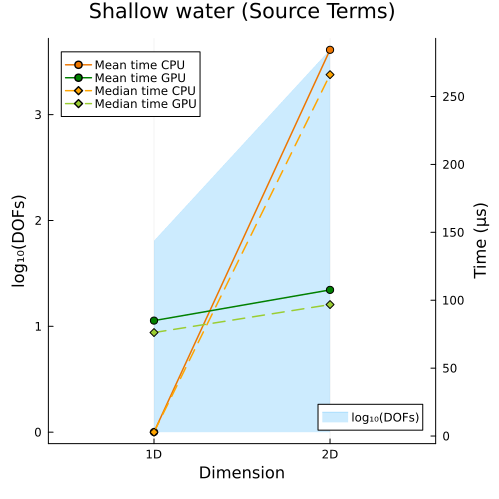 Shallow water (Source Terms)
Mean time CPU
Mean time GPU
Median time CPU
Median time GPU
log₁₀(DOFs)
3
2
1
0
250
200
150
100
50
0
Time (μs)
log₁₀(DOFs)
1D
2D
Dimension